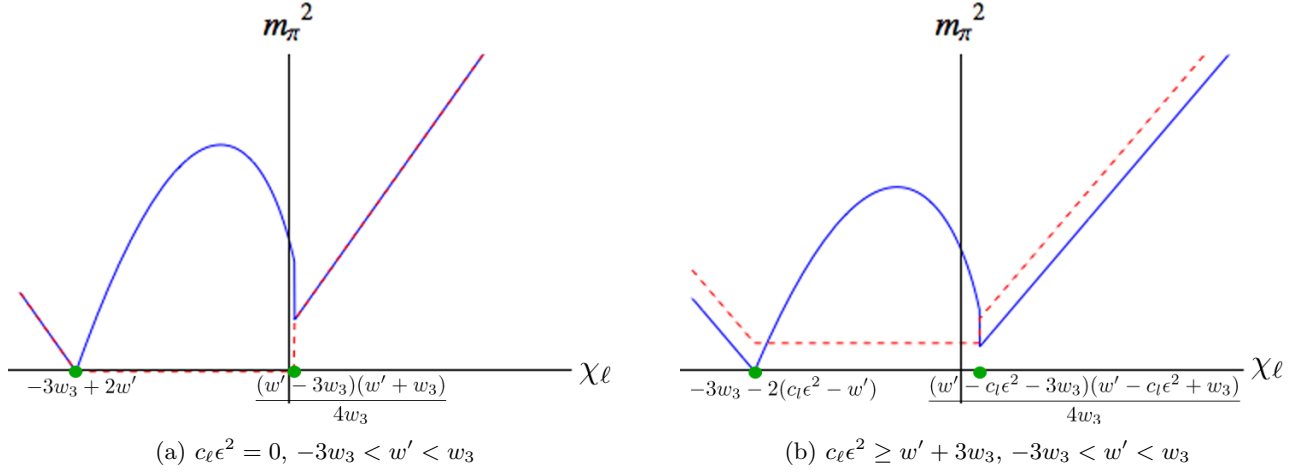 m_π²
χ_ℓ
−3w₃ + 2w′
(w′ − 3w₃)(w′ + w₃)
4w₃
(a) c_ℓϵ² = 0, −3w₃ < w′ < w₃
m_π²
χ_ℓ
−3w₃ − 2(c_lϵ² − w′)
(w′ − c_lϵ² − 3w₃)(w′ − c_lϵ² + w₃)
4w₃
(b) c_ℓϵ² ≥ w′ + 3w₃, −3w₃ < w′ < w₃